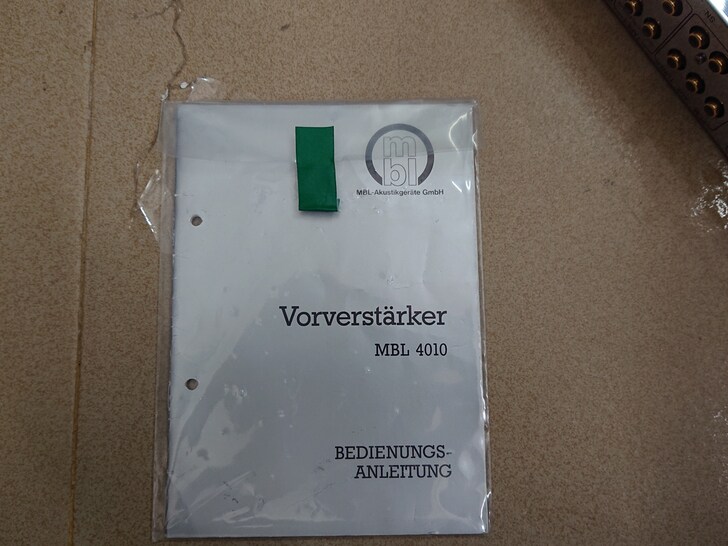 mbl
MBL-Akustikgeräte GmbH
Vorverstärker
MBL 4010
BEDIENUNGS-
ANLEITUNG